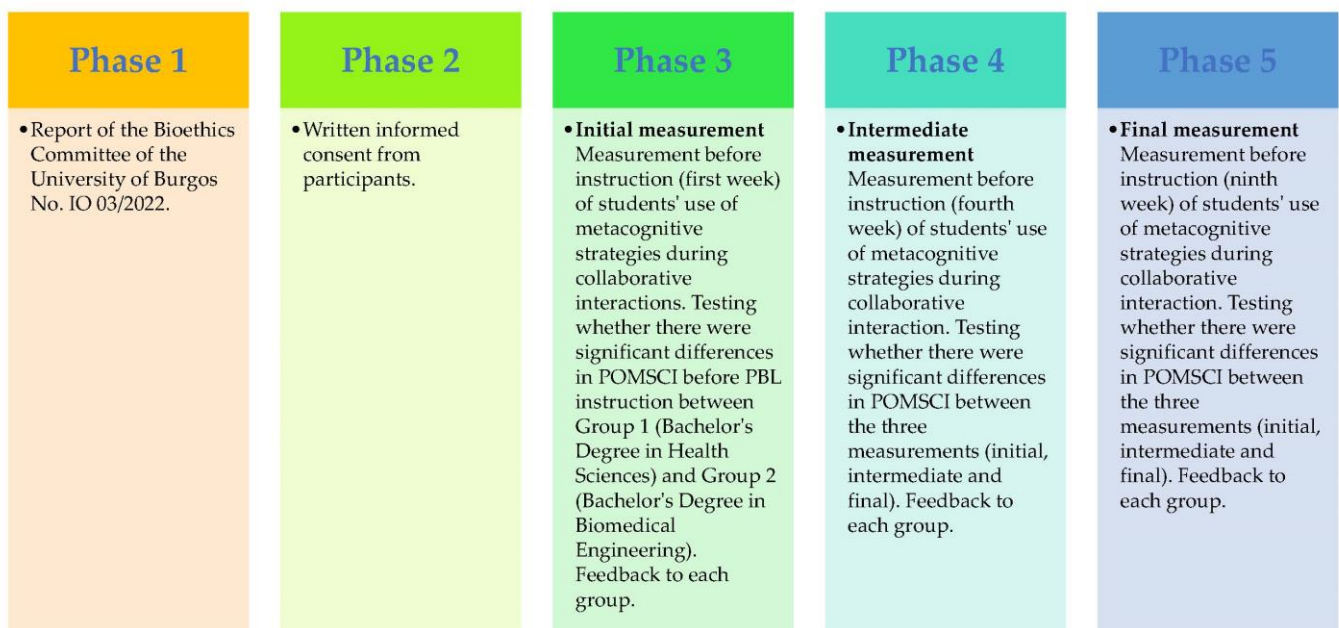 Phase 1
•Report of the Bioethics
Committee of the
University of Burgos
No. IO 03/2022.
Phase 2
•Written informed
consent from
participants.
Phase 3
•Initial measurement
Measurement before
instruction (first week)
of students' use of
metacognitive
strategies during
collaborative
interactions. Testing
whether there were
significant differences
in POMSCI before PBL
instruction between
Group 1 (Bachelor's
Degree in Health
Sciences) and Group 2
(Bachelor's Degree in
Biomedical
Engineering).
Feedback to each
group.
Phase 4
•Intermediate
measurement
Measurement before
instruction (fourth
week) of students' use
of metacognitive
strategies during
collaborative
interaction. Testing
whether there were
significant differences
in POMSCI between
the three
measurements (initial,
intermediate and
final). Feedback to
each group.
Phase 5
•Final measurement
Measurement before
instruction (ninth
week) of students' use
of metacognitive
strategies during
collaborative
interaction. Testing
whether there were
significant differences
in POMSCI between
the three
measurements (initial,
intermediate and
final). Feedback to
each group.